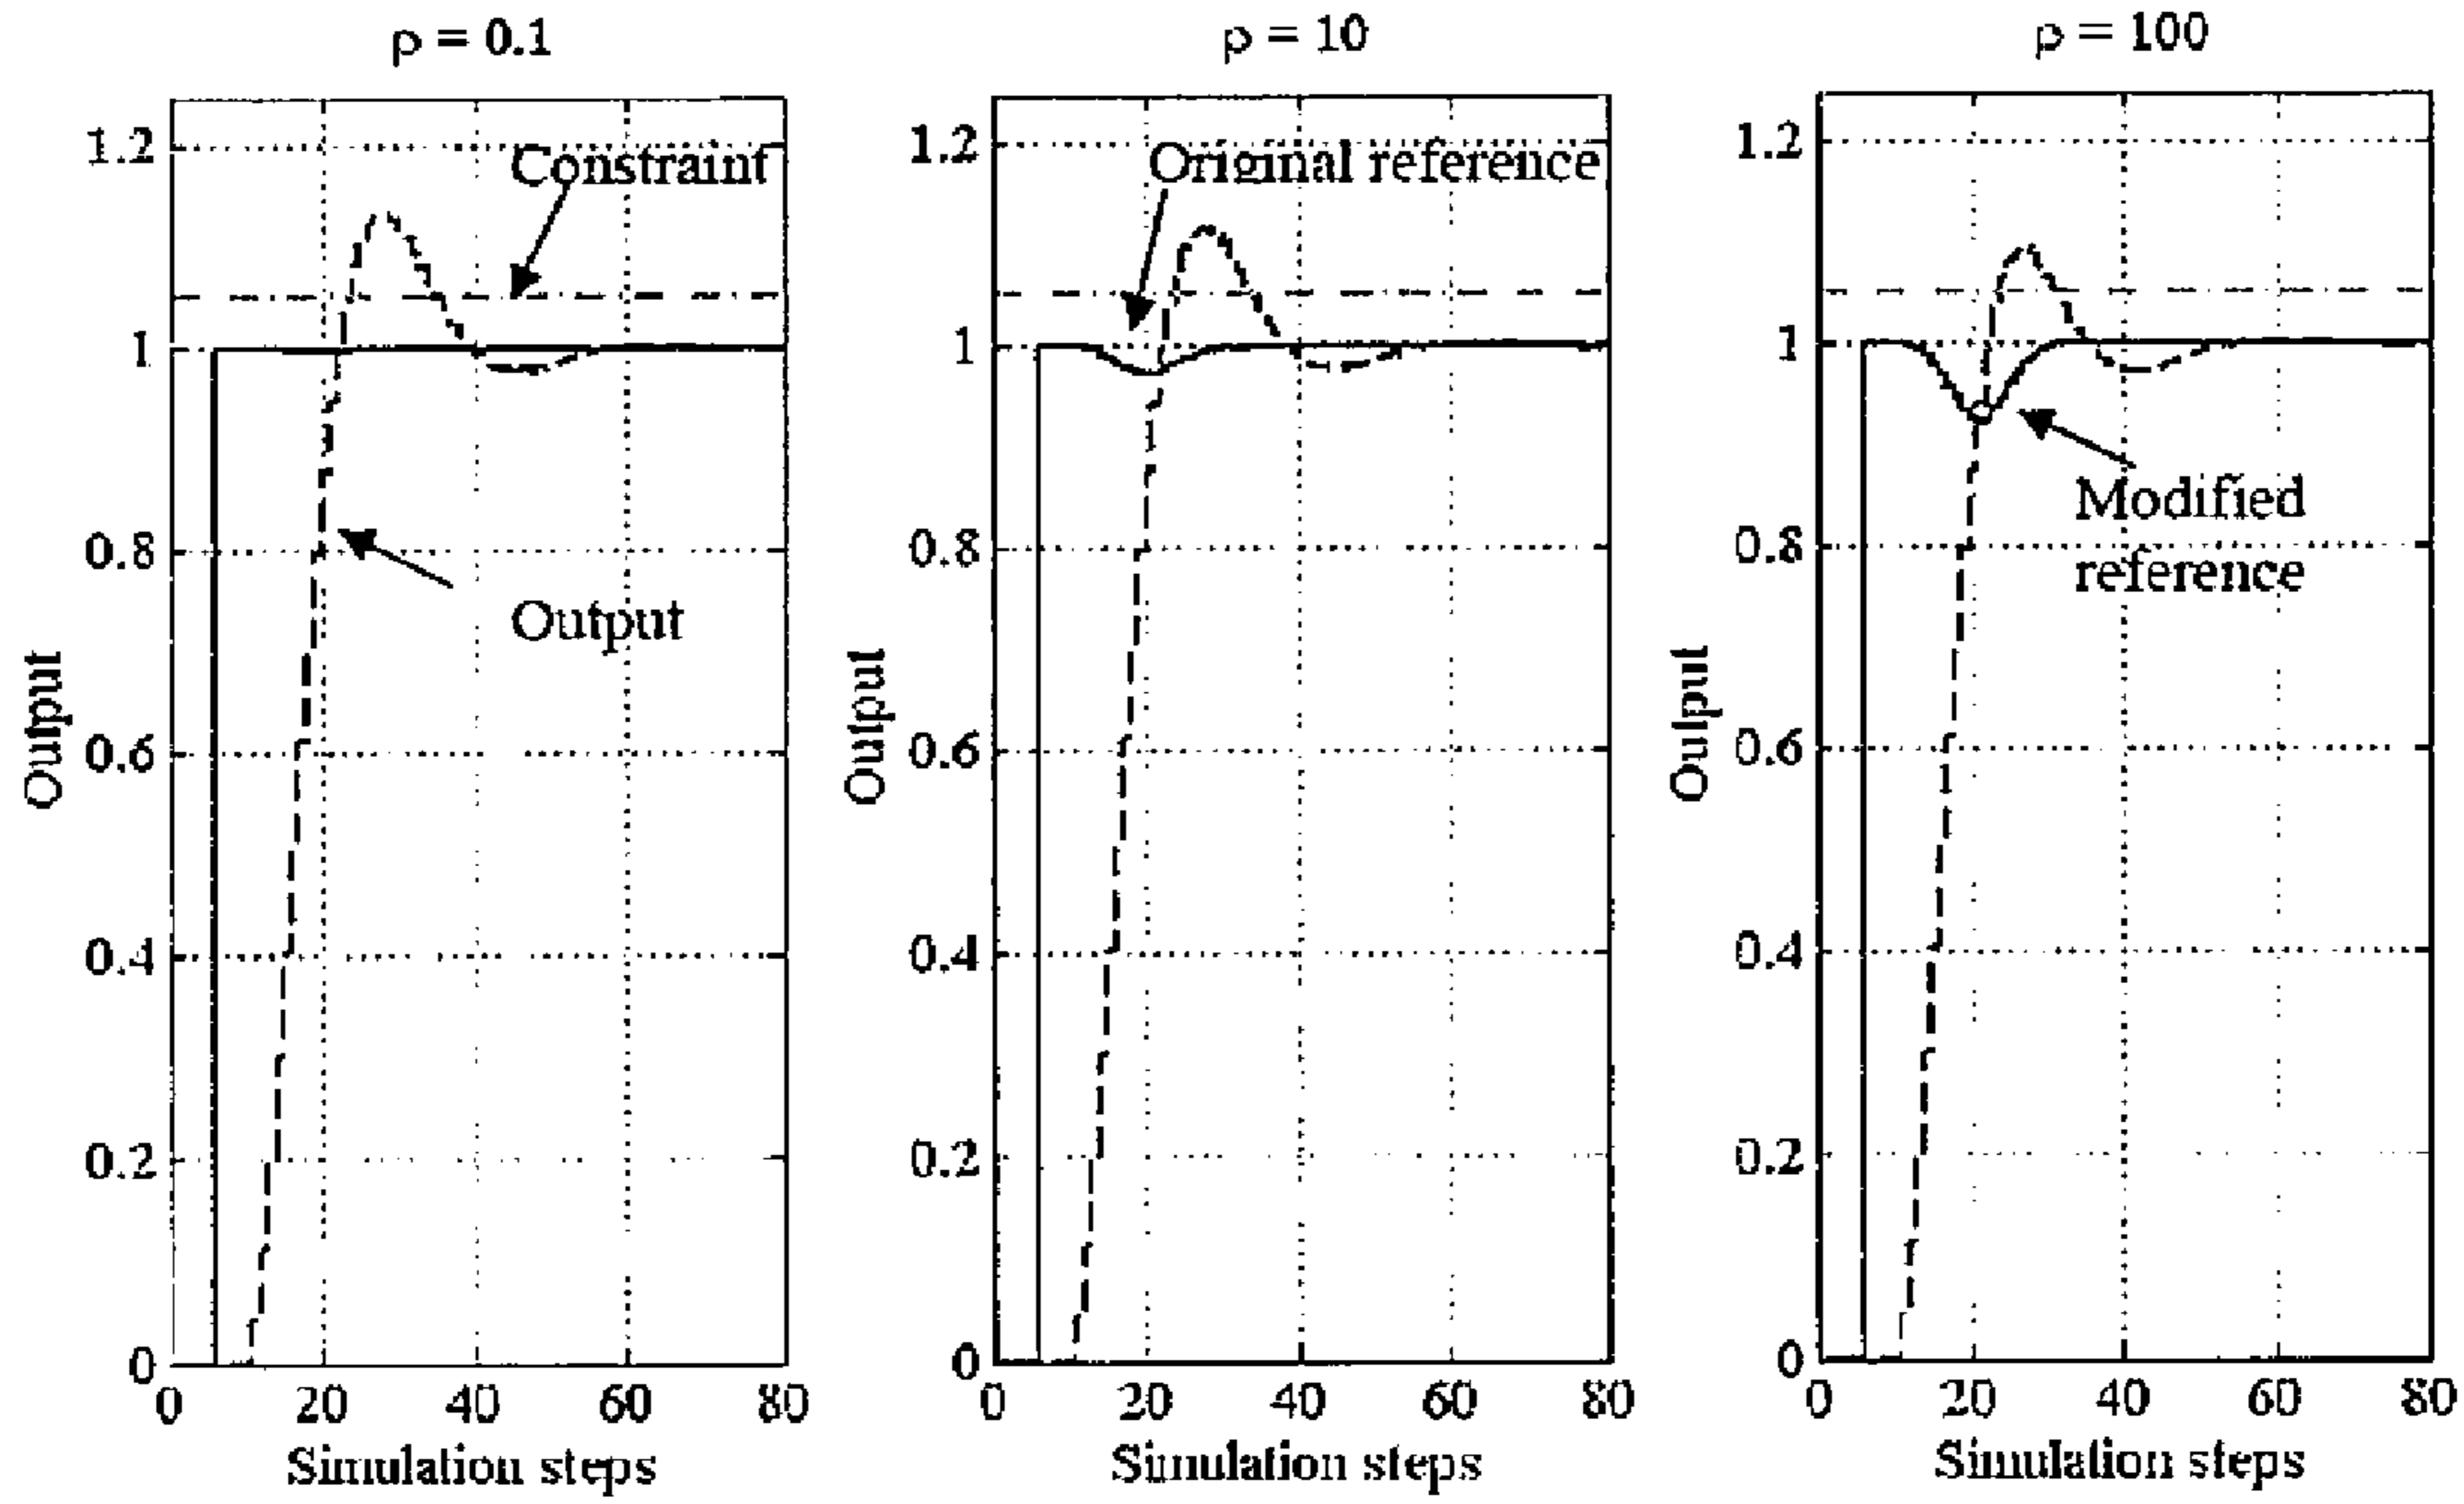 ρ = 0.1
1.2
Constraint
1
0.8
Output
0.6
0.4
0.2
0
0 20 40 60 80
Output
Simulation steps
ρ = 10
1.2
Original reference
1
0.8
0.6
0.4
0.2
0
0 20 40 60 80
Output
Simulation steps
ρ = 100
1.2
1
Modified
reference
0.8
0.6
0.4
0.2
0
0 20 40 60 80
Output
Simulation steps